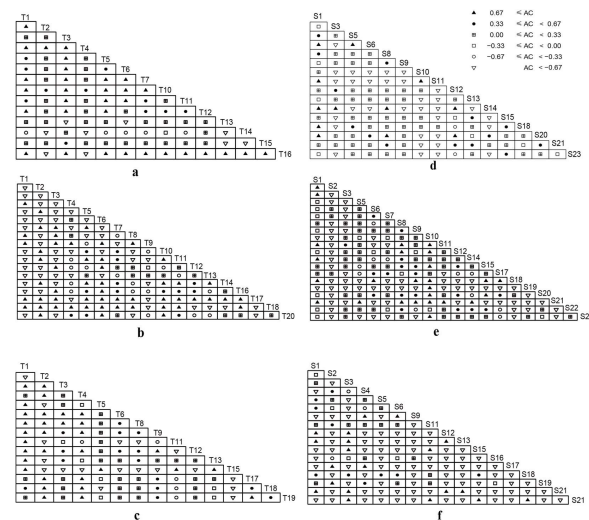 T1
T2
T3
T4
T5
T6
T7
T10
T11
T12
T13
T14
T15
T16
a
S1
S3
S5
S6
S8
S9
S10
S11
S12
S13
S14
S15
S18
S20
S21
S23
d
▲ 0.67 ≤ AC
● 0.33 ≤ AC < 0.67
⊞ 0.00 ≤ AC < 0.33
□ -0.33 ≤ AC < 0.00
○ -0.67 ≤ AC < -0.33
▽ AC < -0.67
T1
T2
T3
T4
T5
T6
T7
T8
T9
T10
T11
T12
T13
T14
T16
T17
T18
T20
b
S1
S2
S3
S5
S6
S7
S8
S9
S10
S11
S12
S14
S15
S17
S18
S19
S20
S21
S22
S2
e
T1
T2
T3
T4
T5
T6
T8
T9
T11
T12
T13
T15
T17
T18
T19
c
S1
S2
S3
S4
S5
S6
S9
S11
S12
S13
S15
S16
S17
S18
S19
S21
S21
f